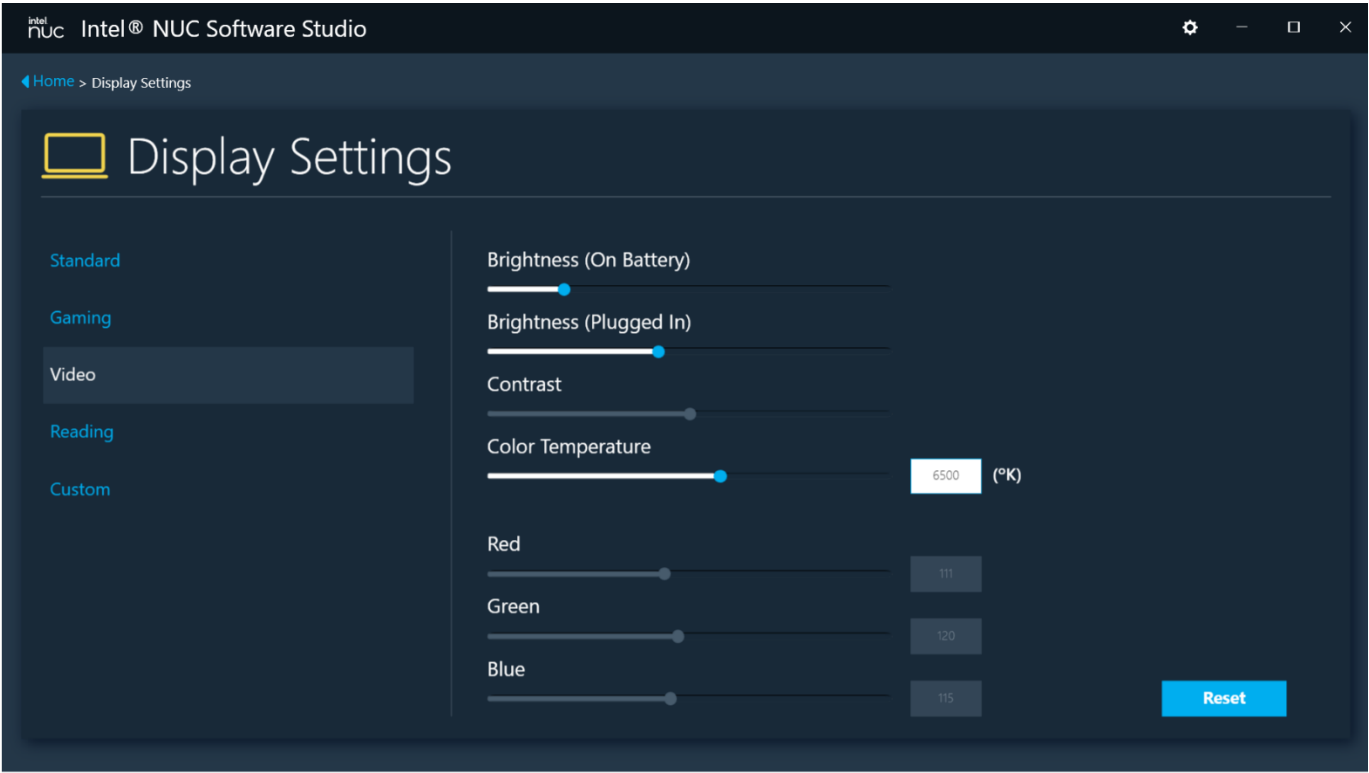 intel
nuc
Intel® NUC Software Studio
Home > Display Settings
Display Settings
Standard
Gaming
Video
Reading
Custom
Brightness (On Battery)
Brightness (Plugged In)
Contrast
Color Temperature
6500 (°K)
Red
111
Green
120
Blue
115
Reset